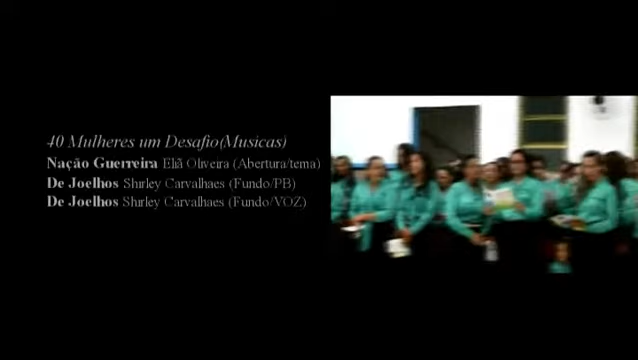 40 Mulheres um Desafio(Musicas)
Nação Guerreira Eliã Oliveira (Abertura/tema)
De Joelhos Shirley Carvalhaes (Fundo/PB)
De Joelhos Shirley Carvalhaes (Fundo/VOZ)